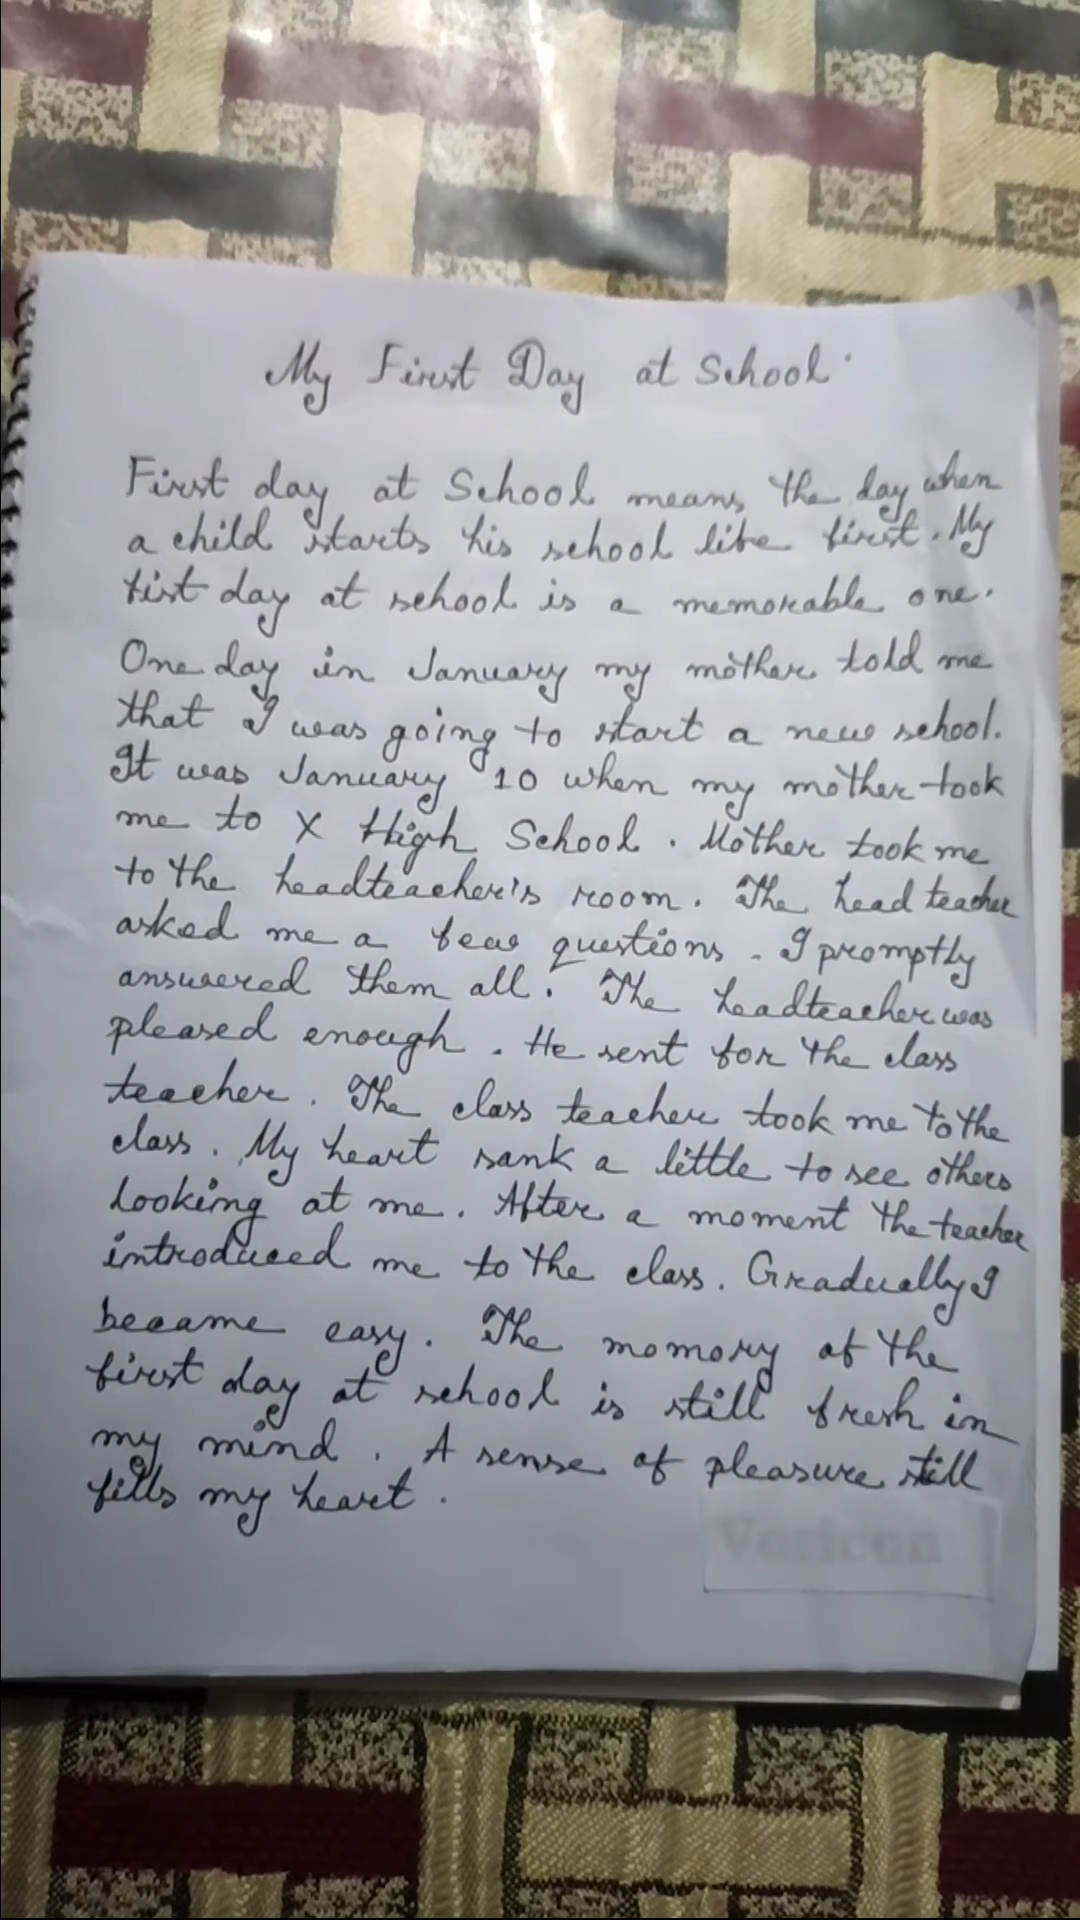 My First Day at School.
First day at School means the day when
a child starts his school life first. My
fist day at school is a memorable one.
One day in January my mother told me
that I was going to start a new school.
It was January 10 when my mother took
me to X High School. Mother took me
to the headteacher's room. The head teacher
asked me a few questions. I promptly
answered them all. The headteacher was
pleased enough. He sent for the class
teacher. The class teacher took me to the
class. My heart sank a little to see others
looking at me. After a moment the teacher
introduced me to the class. Gradually I
became easy. The momory of the
first day at school is still fresh in
my mind. A sense of pleasure still
fills my heart.
Voricon